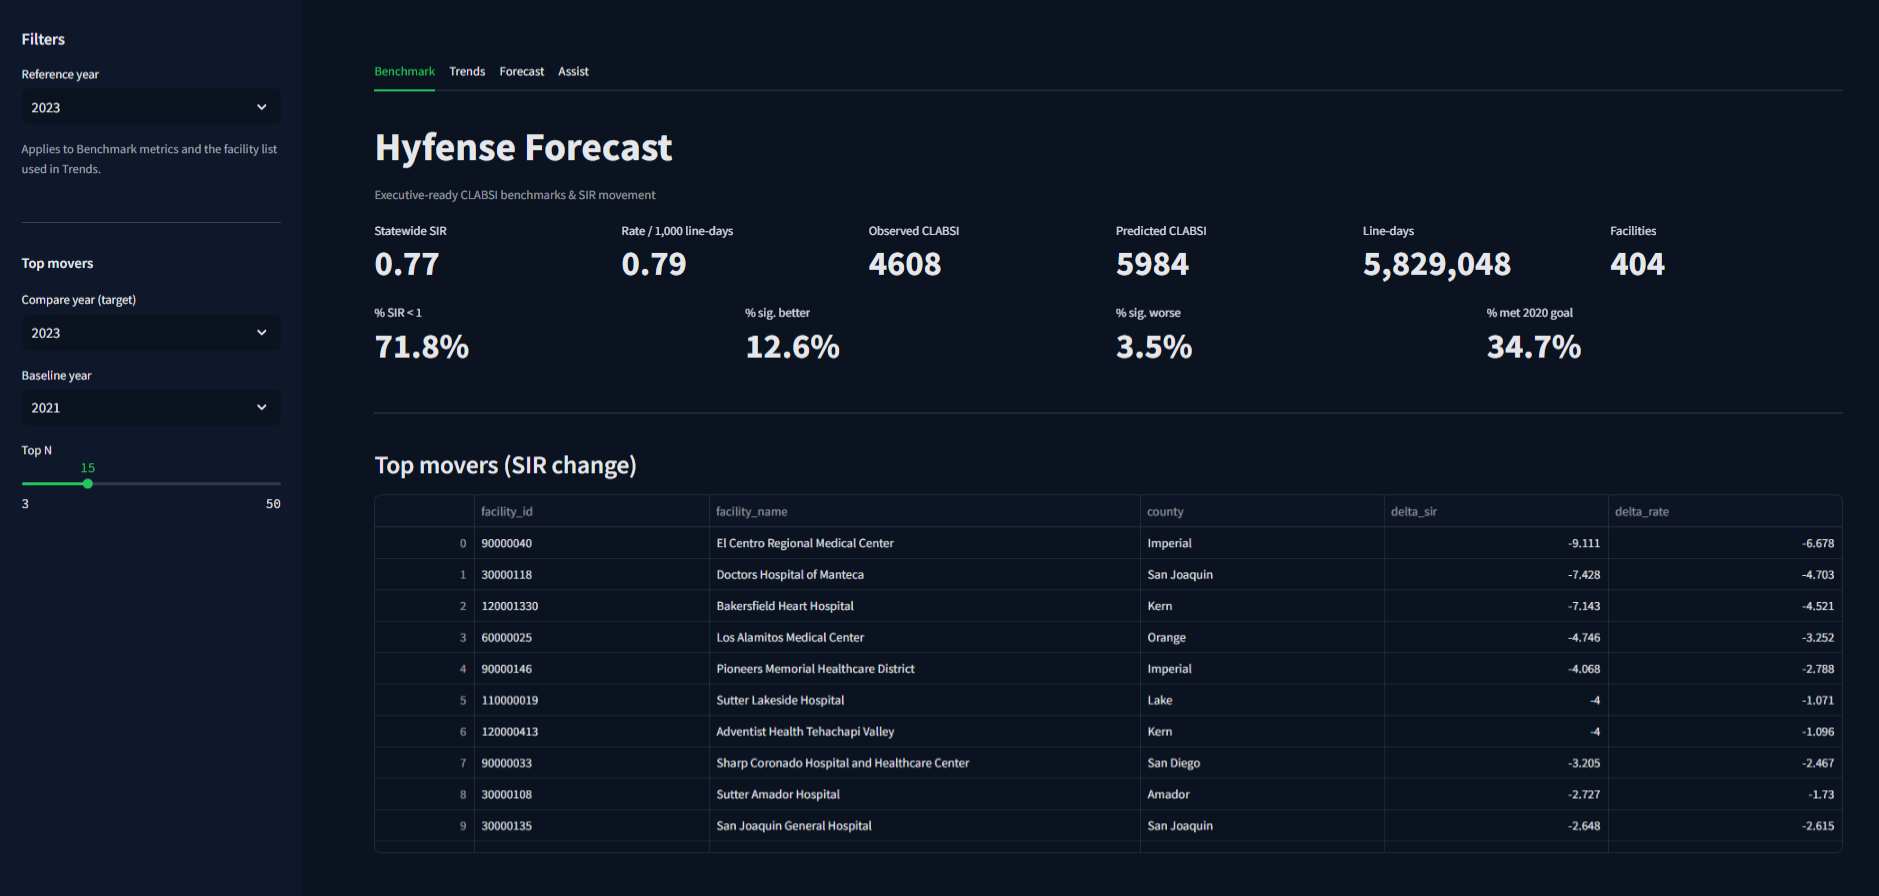 Filters
Reference year
2023
Applies to Benchmark metrics and the facility list
used in Trends.
Top movers
Compare year (target)
2023
Baseline year
2021
Top N
15
3 50
Benchmark Trends Forecast Assist
Hyfense Forecast
Executive-ready CLABSI benchmarks & SIR movement
Statewide SIR Rate / 1,000 line-days Observed CLABSI Predicted CLABSI Line-days Facilities
0.77 0.79 4608 5984 5,829,048 404
% SIR < 1 % sig. better % sig. worse % met 2020 goal
71.8% 12.6% 3.5% 34.7%
Top movers (SIR change)
facility_id facility_name county delta_sir delta_rate
0 90000040 El Centro Regional Medical Center Imperial -9.111 -6.678
1 30000118 Doctors Hospital of Manteca San Joaquin -7.428 -4.703
2 120001330 Bakersfield Heart Hospital Kern -7.143 -4.521
3 60000025 Los Alamitos Medical Center Orange -4.746 -3.252
4 90000146 Pioneers Memorial Healthcare District Imperial -4.068 -2.788
5 110000019 Sutter Lakeside Hospital Lake -4 -1.071
6 120000413 Adventist Health Tehachapi Valley Kern -4 -1.096
7 90000033 Sharp Coronado Hospital and Healthcare Center San Diego -3.205 -2.467
8 30000108 Sutter Amador Hospital Amador -2.727 -1.73
9 30000135 San Joaquin General Hospital San Joaquin -2.648 -2.615